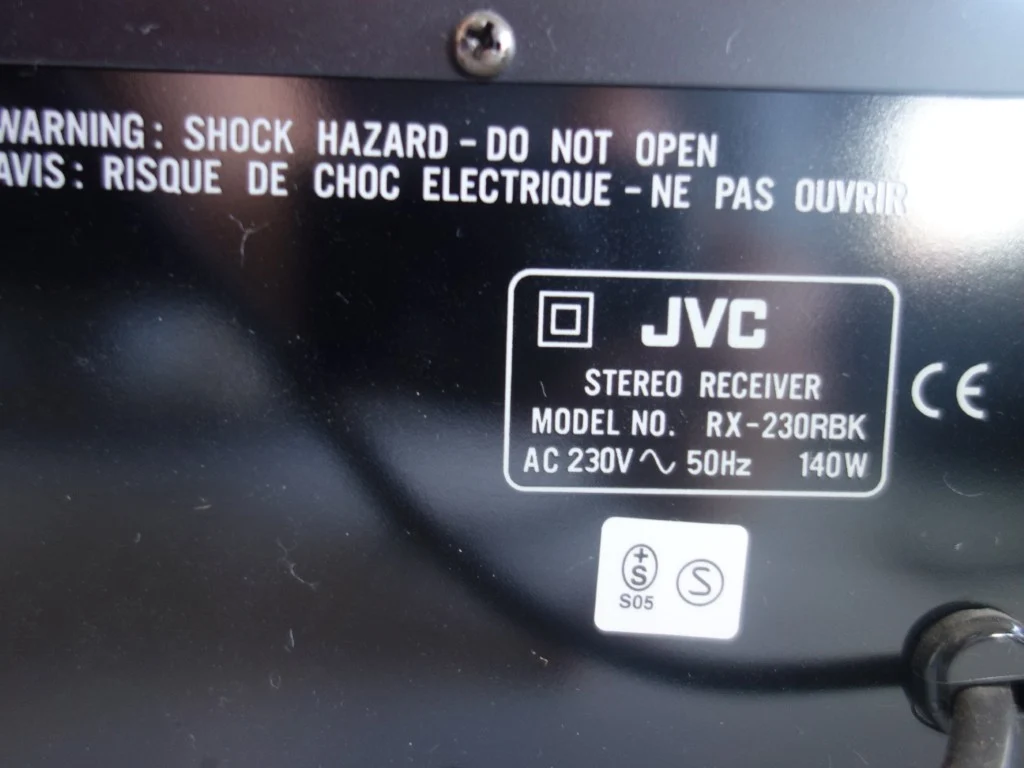 WARNING: SHOCK HAZARD - DO NOT OPEN
AVIS: RISQUE DE CHOC ELECTRIQUE - NE PAS OUVRIR
JVC
STEREO RECEIVER
MODEL NO. RX-230RBK
AC 230V ∿ 50Hz 140W
CE
+
S S
S05